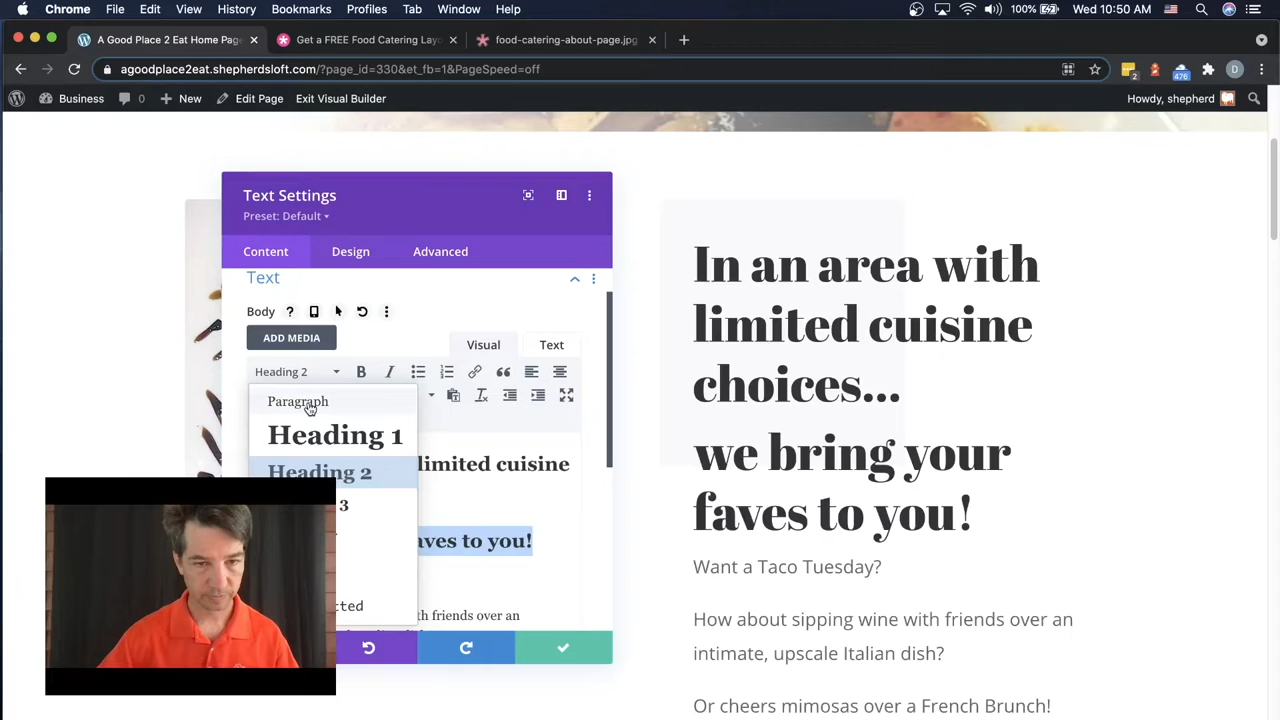 Chrome File Edit View History Bookmarks Profiles Tab Window Help 100% Wed 10:50 AM
A Good Place 2 Eat Home Pag
Get a FREE Food Catering Layo
food-catering-about-page.jpg
agoodplace2eat.shepherdsloft.com/?page_id=330&et_fb=1&PageSpeed=off
2
476
D
Business 0 New Edit Page Exit Visual Builder Howdy, shepherd
Text Settings
Preset: Default
Content Design Advanced
Text
Body ?
ADD MEDIA
Visual Text
Heading 2 B I
Paragraph
Heading 1
Heading 2
3
limited cuisine
aves to you!
th friends over an
In an area with
limited cuisine
choices...
we bring your
faves to you!
Want a Taco Tuesday?
How about sipping wine with friends over an
intimate, upscale Italian dish?
Or cheers mimosas over a French Brunch!